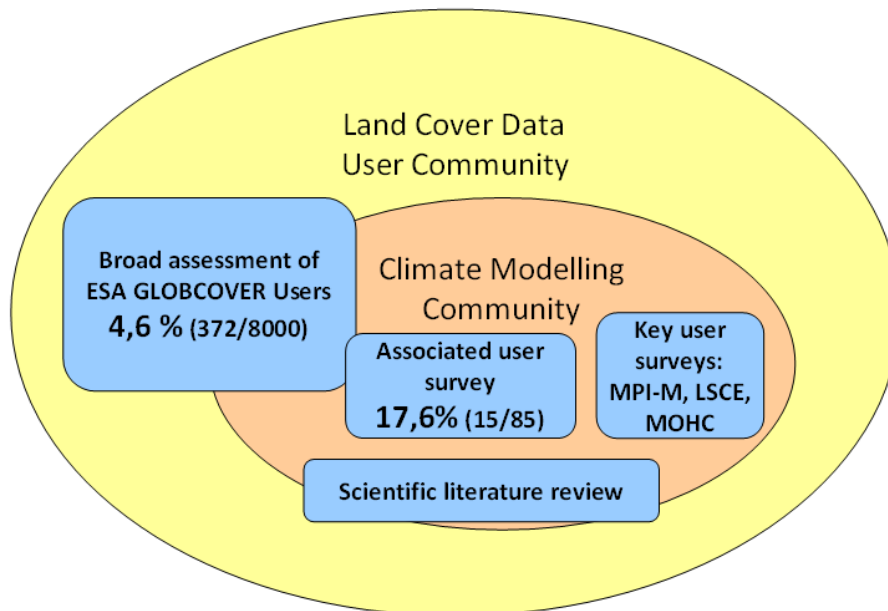 Land Cover Data
User Community
Broad assessment of
ESA GLOBCOVER Users
4,6 % (372/8000)
Climate Modelling
Community
Associated user
survey
17,6% (15/85)
Key user
surveys:
MPI-M, LSCE,
MOHC
Scientific literature review